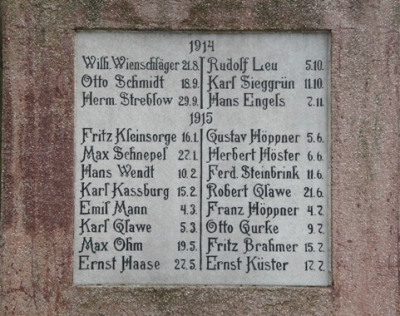 1914
Wilh. Wienschläger 21.8. Rudolf Leu 5.10.
Otto Schmidt 18.9. Karl Sieggrün 11.10.
Herm. Streblow 29.9. Hans Engels 7.11.
1915
Fritz Kleinsorge 16.1. Gustav Höppner 5.6.
Max Schnepel 27.1. Herbert Höster 6.6.
Hans Wendt 10.2. Ferd. Steinbrink 11.6.
Karl Kassburg 15.2. Robert Glawe 21.6.
Emil Mann 4.3. Franz Höppner 4.7.
Karl Glawe 5.3. Otto Gurke 9.7.
Max Ohm 19.5. Fritz Brahmer 15.7.
Ernst Haase 27.5. Ernst Küster 17.7.